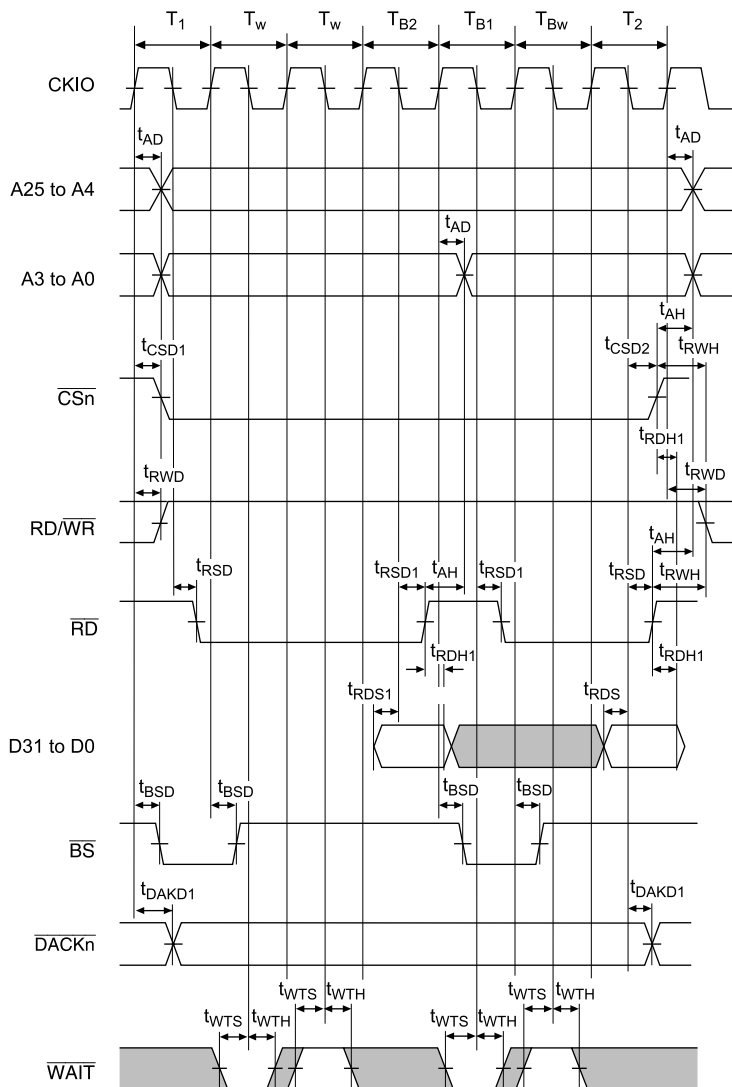 T1 Tw Tw TB2 TB1 TBw T2
CKIO
tAD tAD
A25 to A4
tAD
A3 to A0
tAH
tCSD1 tCSD2 tRWH
CSn
tRDH1
tRWD tRWD
RD/WR
tAH
tRSD tRSD1 tAH tRSD1 tRSD tRWH
RD
tRDH1 tRDH1
tRDS1 tRDS
D31 to D0
tBSD tBSD tBSD tBSD
BS
tDAKD1 tDAKD1
DACKn
tWTS tWTH tWTS tWTH
tWTS tWTH tWTS tWTH
WAIT